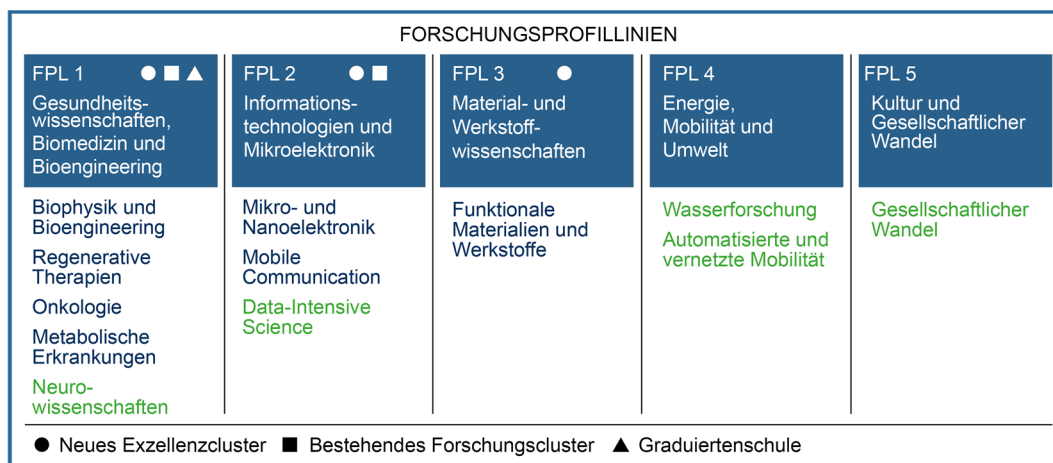 FORSCHUNGSPROFILLINIEN
FPL 1
Gesundheits-
wissenschaften,
Biomedizin und
Bioengineering
Biophysik und
Bioengineering
Regenerative
Therapien
Onkologie
Metabolische
Erkrankungen
Neuro-
wissenschaften
FPL 2
Informations-
technologien und
Mikroelektronik
Mikro- und
Nanoelektronik
Mobile
Communication
Data-Intensive
Science
FPL 3
Material- und
Werkstoff-
wissenschaften
Funktionale
Materialien und
Werkstoffe
FPL 4
Energie,
Mobilität und
Umwelt
Wasserforschung
Automatisierte und
vernetzte Mobilität
FPL 5
Kultur und
Gesellschaftlicher
Wandel
Gesellschaftlicher
Wandel
Neues Exzellenzcluster Bestehendes Forschungscluster Graduiertenschule